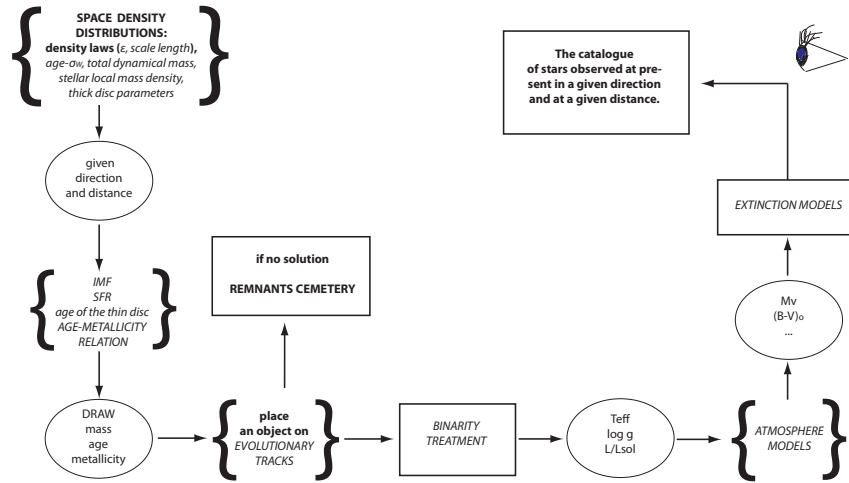 SPACE DENSITY
DISTRIBUTIONS:
density laws (ε, scale length),
age-σw, total dynamical mass,
stellar local mass density,
thick disc parameters
given
direction
and distance
IMF
SFR
age of the thin disc
AGE-METALLICITY
RELATION
DRAW
mass
age
metallicity
if no solution
REMNANTS CEMETERY
place
an object on
EVOLUTIONARY
TRACKS
BINARITY
TREATMENT
Teff
log g
L/Lsol
ATMOSPHERE
MODELS
Mv
(B-V)o
...
EXTINCTION MODELS
The catalogue
of stars observed at pre-
sent in a given direction
and at a given distance.